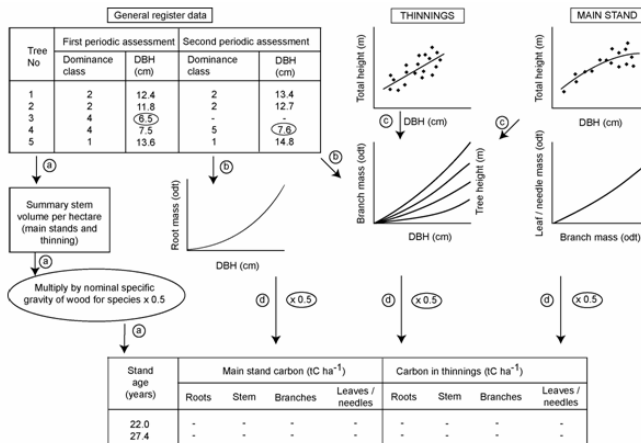 General register data
THINNINGS
MAIN STAND
Tree No
First periodic assessment
Second periodic assessment
Dominance class
DBH (cm)
Dominance class
DBH (cm)
1 2 12.4 2 13.4
2 2 11.8 2 12.7
3 4 6.5 - -
4 4 7.5 5 7.6
5 1 13.6 1 14.8
Total height (m)
DBH (cm)
Total height (m)
DBH (cm)
c
c
a
b
b
Summary stem
volume per hectare
(main stands and
thinning)
Root mass (odt)
DBH (cm)
Branch mass (odt)
Tree height (m)
DBH (cm)
Leaf / needle mass (odt)
Branch mass (odt)
a
Multiply by nominal specific
gravity of wood for species x 0.5
a
d x 0.5
d x 0.5
d x 0.5
Stand
age
(years)
Main stand carbon (tC ha⁻¹)
Carbon in thinnings (tC ha⁻¹)
Roots Stem Branches Leaves / needles
Roots Stem Branches Leaves / needles
22.0 - - - - - - - -
27.4 - - - - - - - -